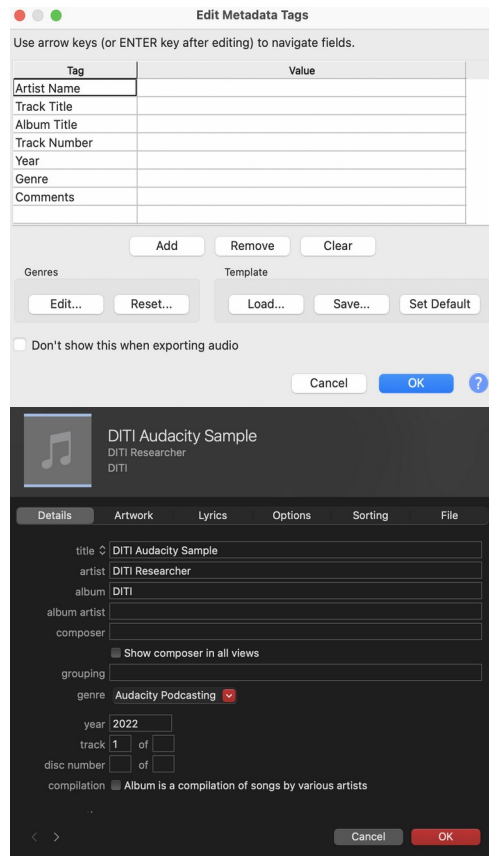 Edit Metadata Tags
Use arrow keys (or ENTER key after editing) to navigate fields.
Tag Value
Artist Name
Track Title
Album Title
Track Number
Year
Genre
Comments
Add Remove Clear
Genres Template
Edit... Reset... Load... Save... Set Default
Don't show this when exporting audio
Cancel OK ?
DITI Audacity Sample
DITI Researcher
DITI
Details Artwork Lyrics Options Sorting File
title DITI Audacity Sample
artist DITI Researcher
album DITI
album artist
composer
Show composer in all views
grouping
genre Audacity Podcasting
year 2022
track 1 of
disc number of
compilation Album is a compilation of songs by various artists
Cancel OK